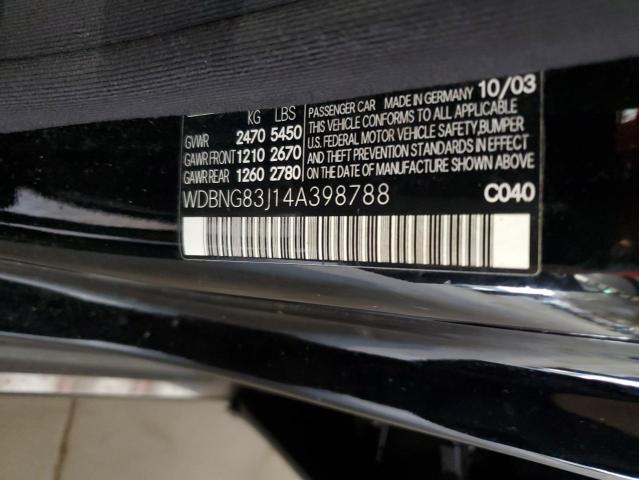 KG LBS
GVWR 2470 5450
GAWR FRONT 1210 2670
GAWR REAR 1260 2780
PASSENGER CAR MADE IN GERMANY 10/03
THIS VEHICLE CONFORMS TO ALL APPLICABLE
U.S. FEDERAL MOTOR VEHICLE SAFETY,BUMPER
AND THEFT PREVENTION STANDARDS IN EFFECT
ON THE DATE OF MANUFACTURE SHOWN ABOVE.
WDBNG83J14A398788 C040